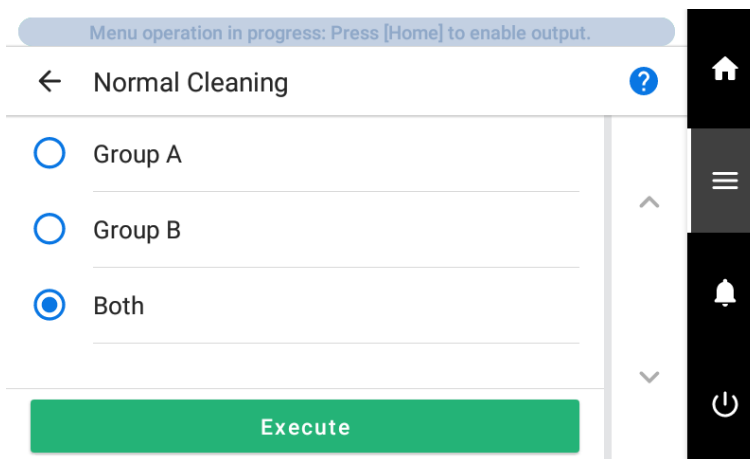 Menu operation in progress: Press [Home] to enable output.
Normal Cleaning
?
Group A
Group B
Both
Execute